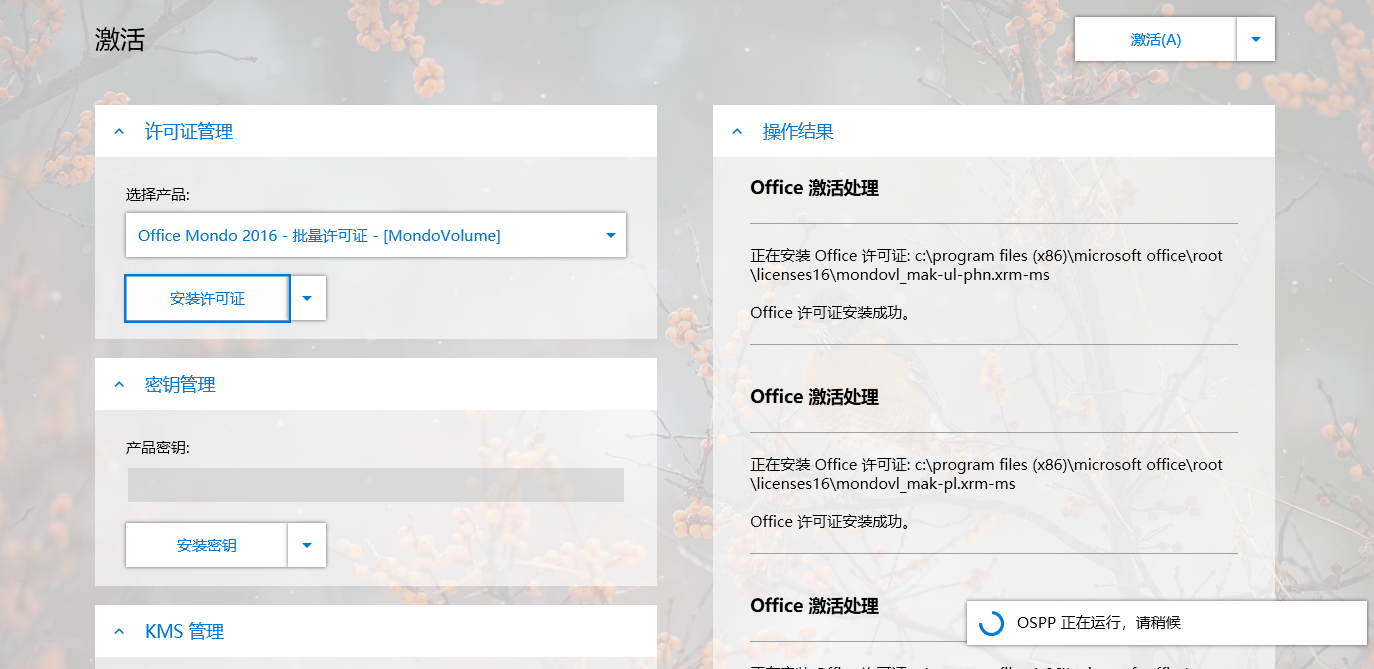 激活
激活(A)
许可证管理
选择产品:
Office Mondo 2016 - 批量许可证 - [MondoVolume]
安装许可证
密钥管理
产品密钥:
安装密钥
KMS 管理
操作结果
Office 激活处理
正在安装 Office 许可证: c:\program files (x86)\microsoft office\root
\licenses16\mondovl_mak-ul-phn.xrm-ms
Office 许可证安装成功。
Office 激活处理
正在安装 Office 许可证: c:\program files (x86)\microsoft office\root
\licenses16\mondovl_mak-pl.xrm-ms
Office 许可证安装成功。
Office 激活处理
OSPP 正在运行，请稍候